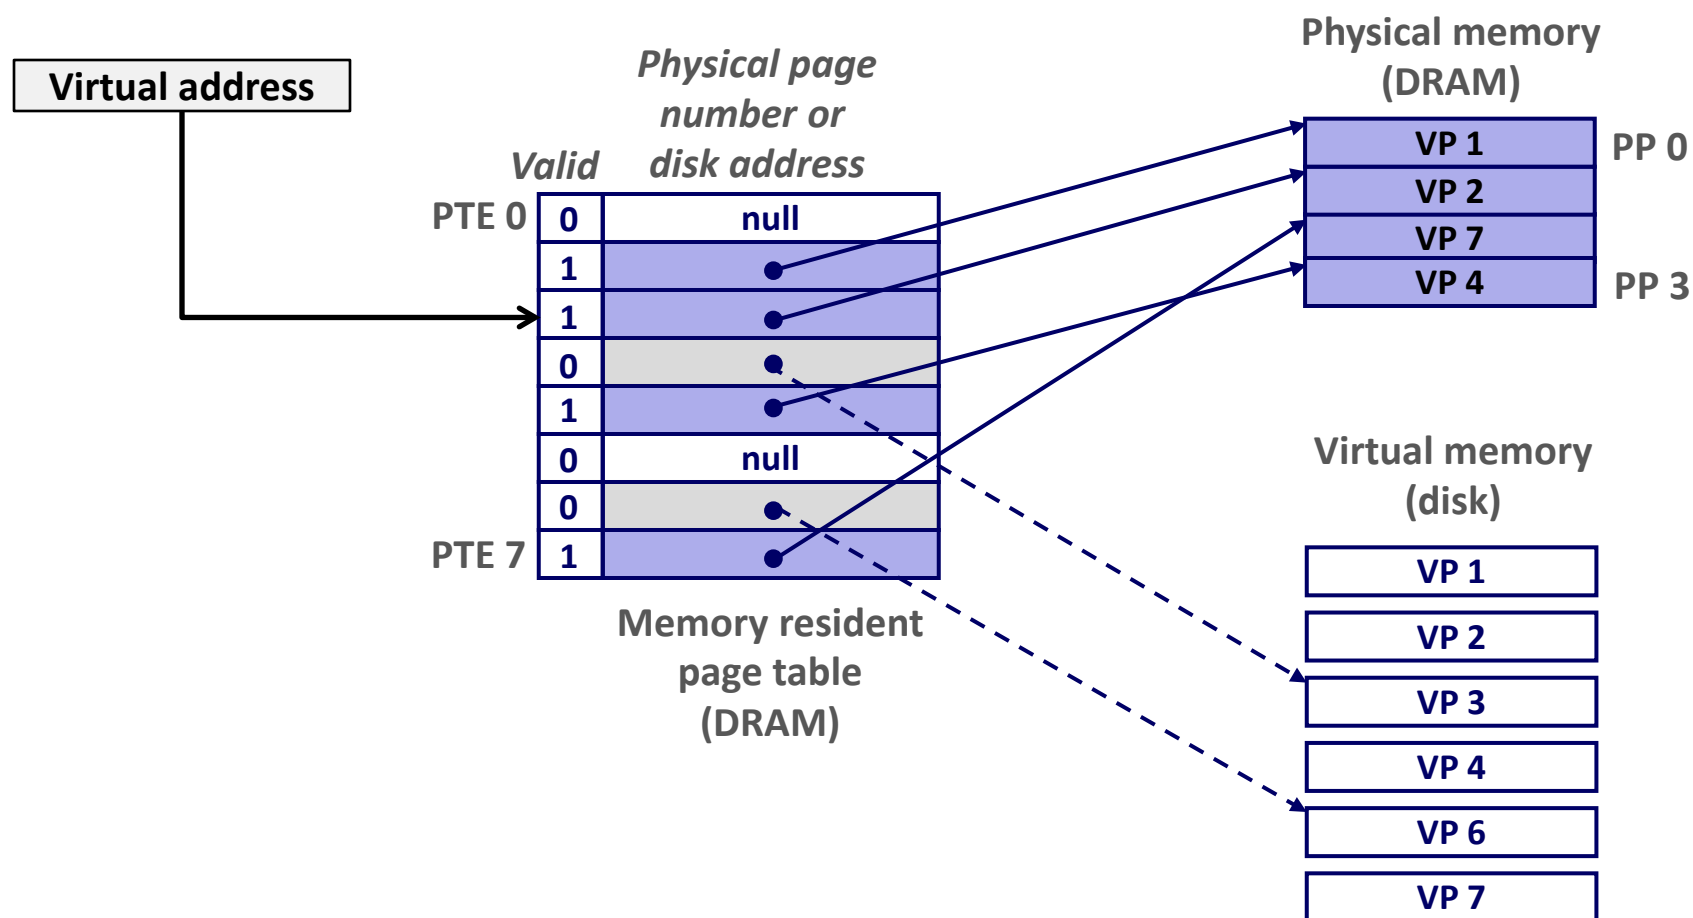 Virtual address
Physical page
number or
disk address
Valid
PTE 0
0 null
1
1
0
1
0 null
0
PTE 7 1
Memory resident
page table
(DRAM)
Physical memory
(DRAM)
VP 1 PP 0
VP 2
VP 7
VP 4 PP 3
Virtual memory
(disk)
VP 1
VP 2
VP 3
VP 4
VP 6
VP 7